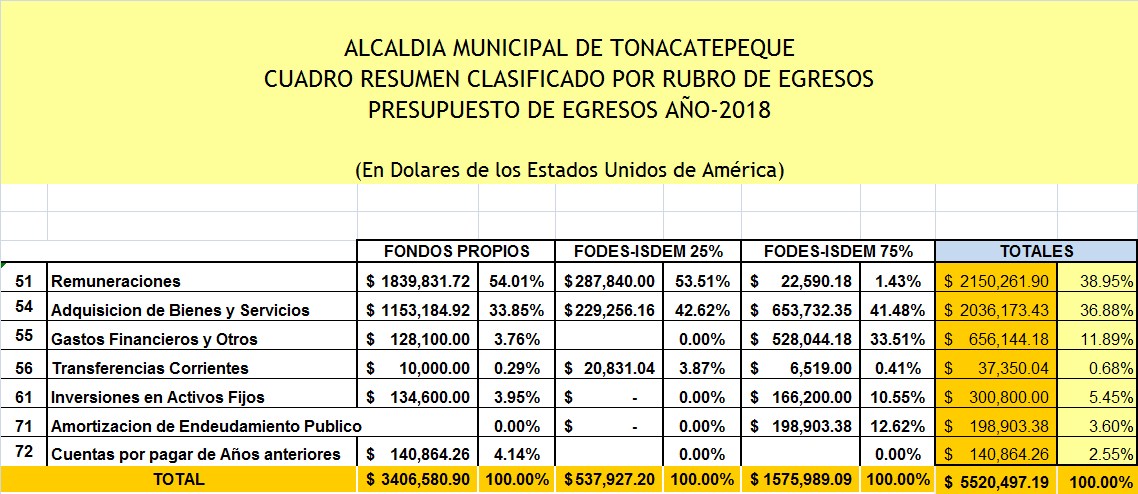 ALCALDIA MUNICIPAL DE TONACATEPEQUE
CUADRO RESUMEN CLASIFICADO POR RUBRO DE EGRESOS
PRESUPUESTO DE EGRESOS AÑO-2018
(En Dolares de los Estados Unidos de América)
FONDOS PROPIOS FODES-ISDEM 25% FODES-ISDEM 75% TOTALES
51 Remuneraciones $ 1839,831.72 54.01% $287,840.00 53.51% $ 22,590.18 1.43% $ 2150,261.90 38.95%
54 Adquisicion de Bienes y Servicios $ 1153,184.92 33.85% $229,256.16 42.62% $ 653,732.35 41.48% $ 2036,173.43 36.88%
55 Gastos Financieros y Otros $ 128,100.00 3.76% 0.00% $ 528,044.18 33.51% $ 656,144.18 11.89%
56 Transferencias Corrientes $ 10,000.00 0.29% $ 20,831.04 3.87% $ 6,519.00 0.41% $ 37,350.04 0.68%
61 Inversiones en Activos Fijos $ 134,600.00 3.95% $ - 0.00% $ 166,200.00 10.55% $ 300,800.00 5.45%
71 Amortizacion de Endeudamiento Publico 0.00% $ - 0.00% $ 198,903.38 12.62% $ 198,903.38 3.60%
72 Cuentas por pagar de Años anteriores $ 140,864.26 4.14% 0.00% 0.00% $ 140,864.26 2.55%
TOTAL $ 3406,580.90 100.00% $537,927.20 100.00% $ 1575,989.09 100.00% $ 5520,497.19 100.00%